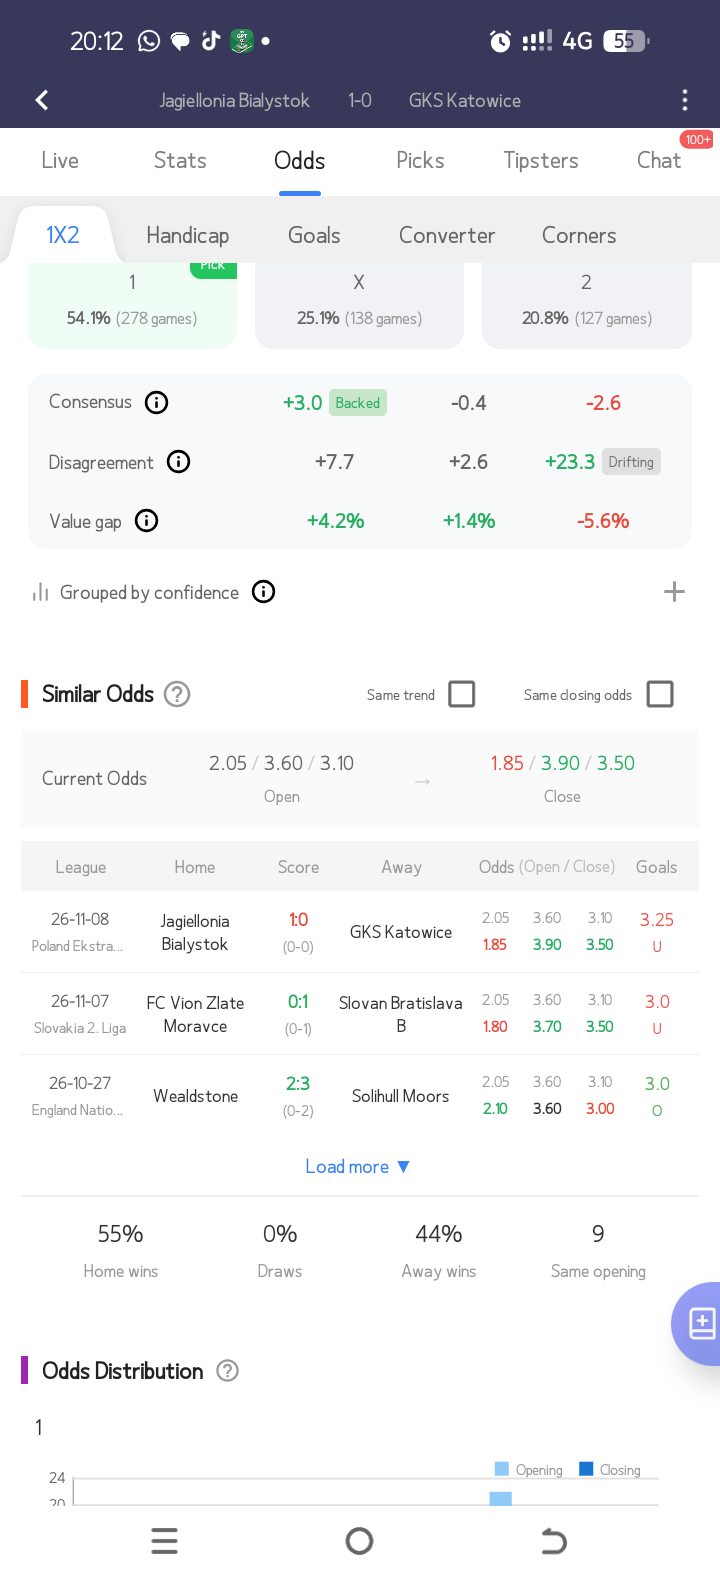 20:12
4G
55
Jagiellonia Bialystok 1-0 GKS Katowice
100+
Live Stats Odds Picks Tipsters Chat
1X2 Handicap Goals Converter Corners
Pick
1 X 2
54.1% (278 games) 25.1% (138 games) 20.8% (127 games)
Consensus +3.0 Backed -0.4 -2.6
Disagreement +7.7 +2.6 +23.3 Drifting
Value gap +4.2% +1.4% -5.6%
Grouped by confidence
Similar Odds Same trend Same closing odds
Current Odds 2.05 / 3.60 / 3.10 → 1.85 / 3.90 / 3.50
Open Close
League Home Score Away Odds (Open / Close) Goals
26-11-08 Jagiellonia 1:0 GKS Katowice 2.05 3.60 3.10 3.25
Poland Ekstra... Bialystok (0-0) 1.85 3.90 3.50 U
26-11-07 FC Vion Zlate 0:1 Slovan Bratislava 2.05 3.60 3.10 3.0
Slovakia 2. Liga Moravce (0-1) B 1.80 3.70 3.50 U
26-10-27 Wealdstone 2:3 Solihull Moors 2.05 3.60 3.10 3.0
England Natio... (0-2) 2.10 3.60 3.00 O
Load more ▼
55% 0% 44% 9
Home wins Draws Away wins Same opening
Odds Distribution
1
Opening Closing
24
20